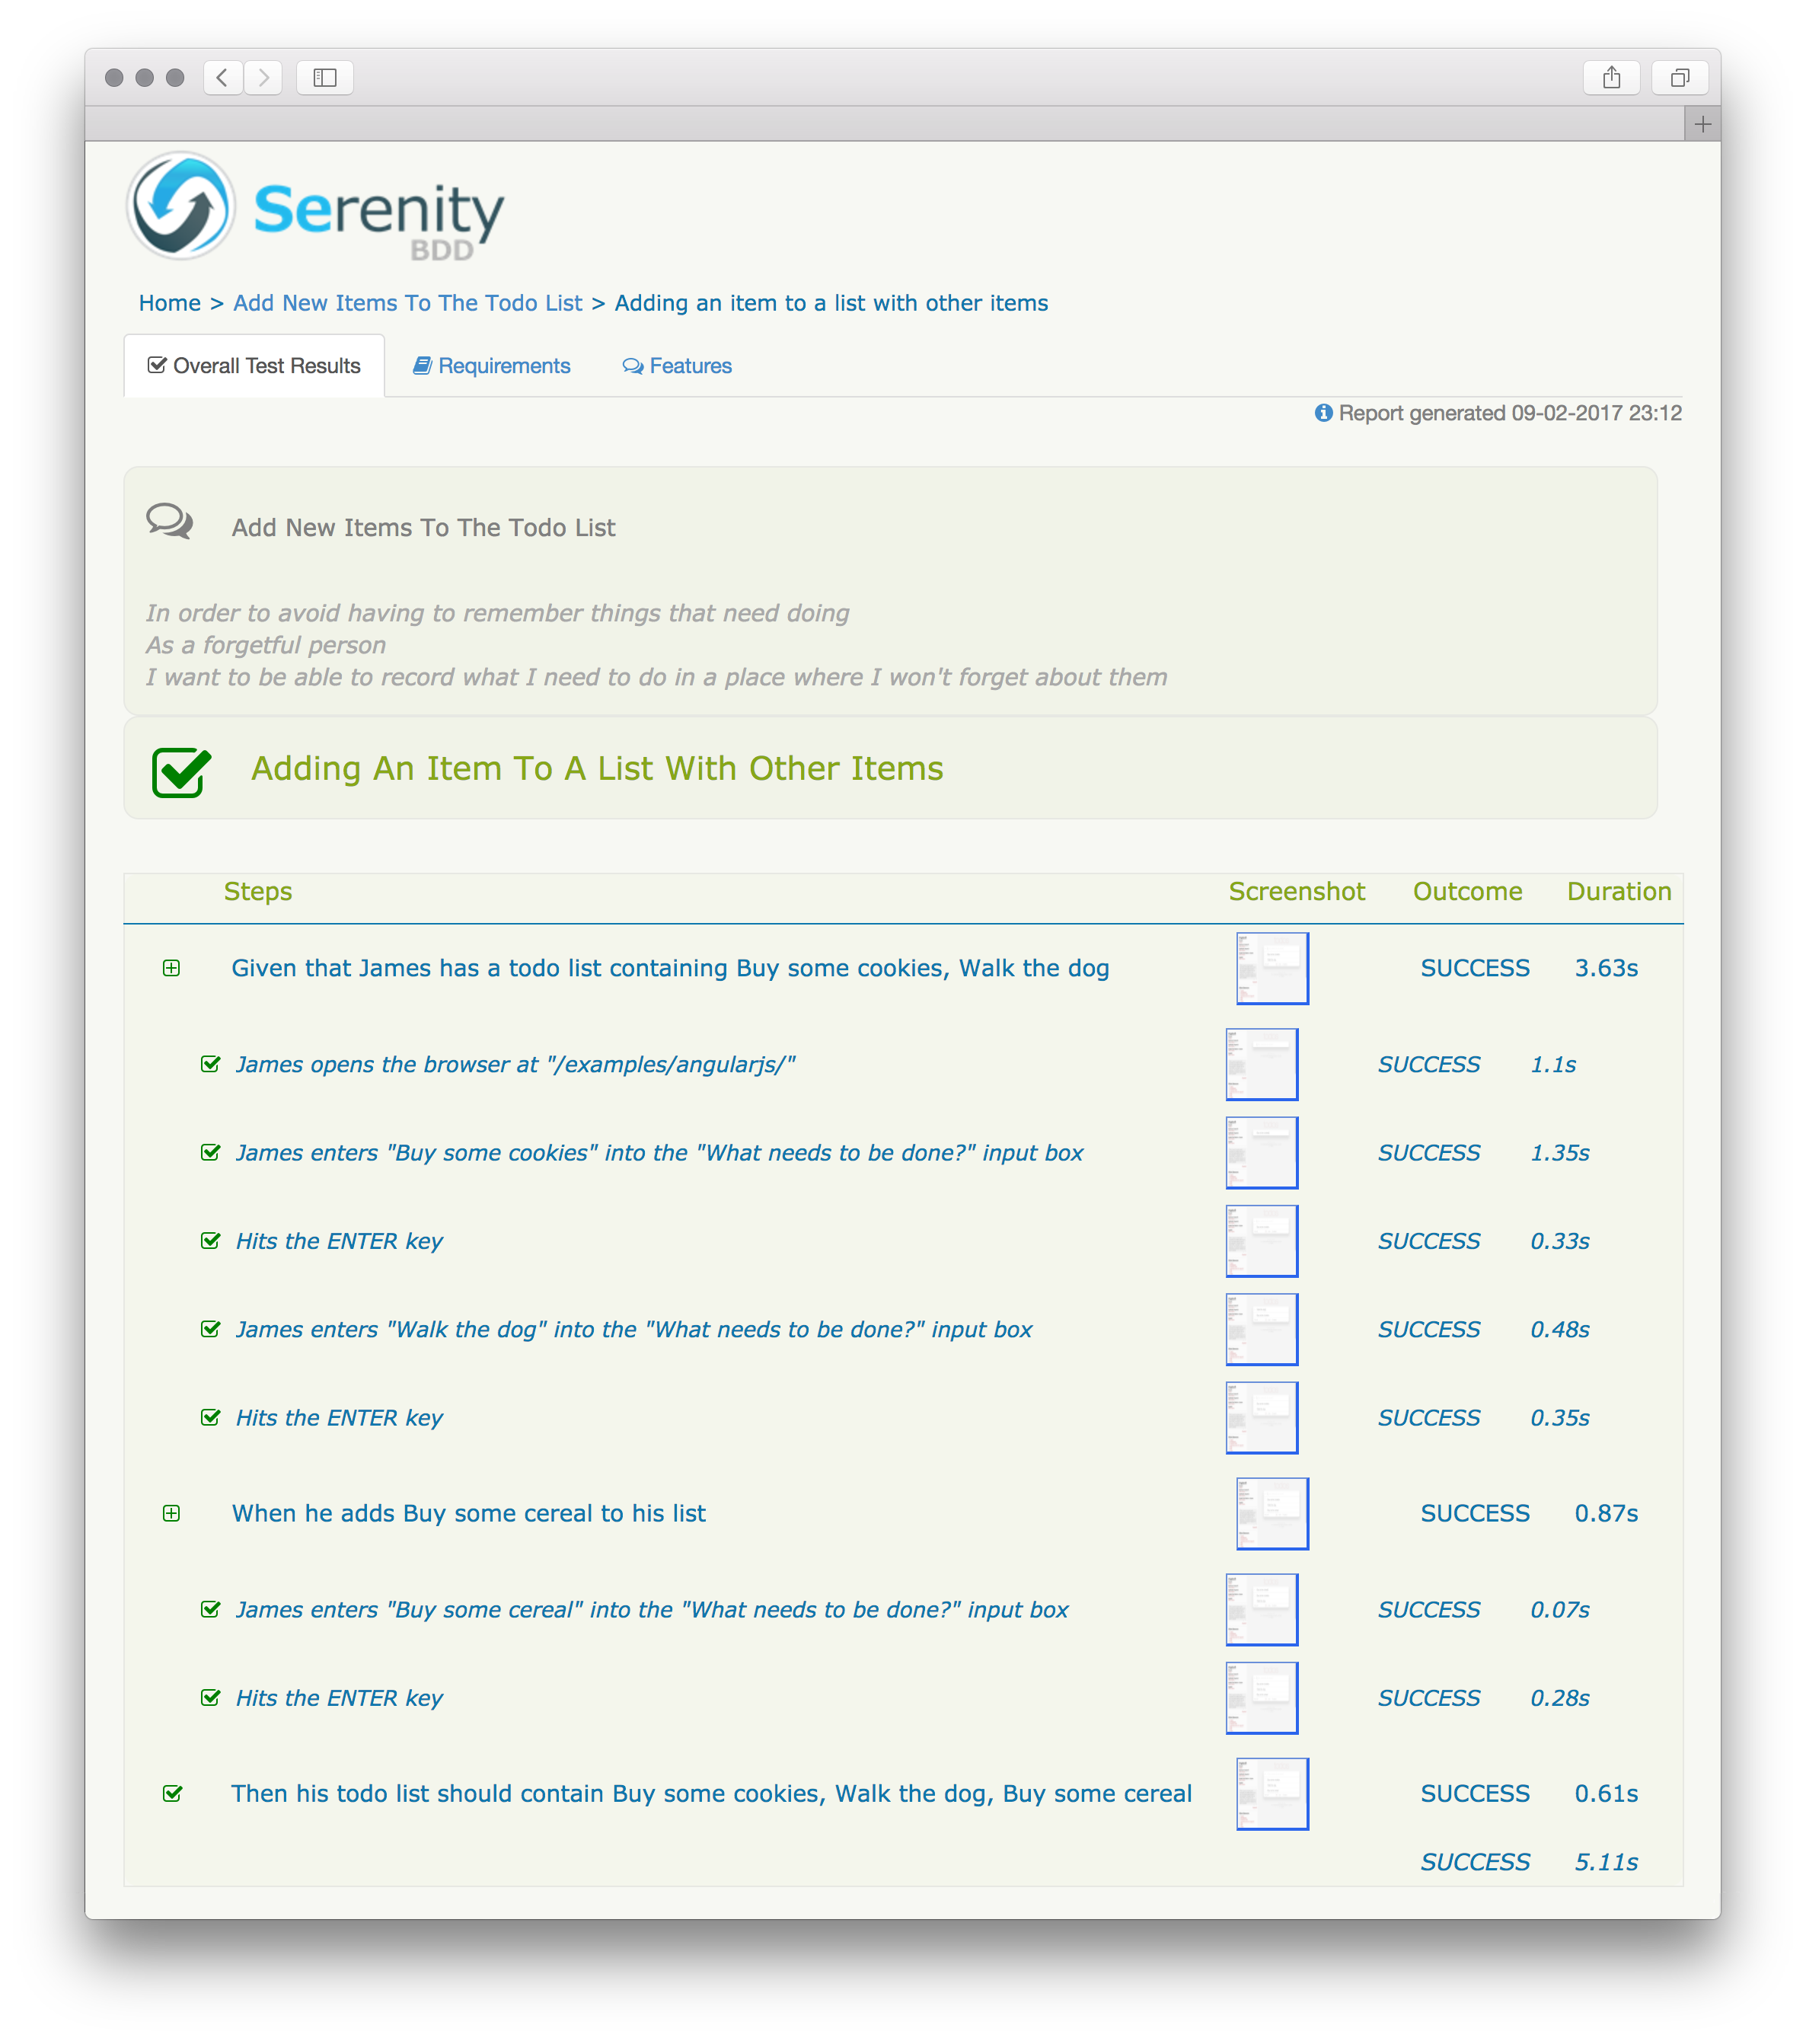 Serenity
BDD
Home > Add New Items To The Todo List > Adding an item to a list with other items
Overall Test Results Requirements Features
Report generated 09-02-2017 23:12
Add New Items To The Todo List
In order to avoid having to remember things that need doing
As a forgetful person
I want to be able to record what I need to do in a place where I won't forget about them
Adding An Item To A List With Other Items
Steps Screenshot Outcome Duration
Given that James has a todo list containing Buy some cookies, Walk the dog SUCCESS 3.63s
James opens the browser at "/examples/angularjs/" SUCCESS 1.1s
James enters "Buy some cookies" into the "What needs to be done?" input box SUCCESS 1.35s
Hits the ENTER key SUCCESS 0.33s
James enters "Walk the dog" into the "What needs to be done?" input box SUCCESS 0.48s
Hits the ENTER key SUCCESS 0.35s
When he adds Buy some cereal to his list SUCCESS 0.87s
James enters "Buy some cereal" into the "What needs to be done?" input box SUCCESS 0.07s
Hits the ENTER key SUCCESS 0.28s
Then his todo list should contain Buy some cookies, Walk the dog, Buy some cereal SUCCESS 0.61s
SUCCESS 5.11s